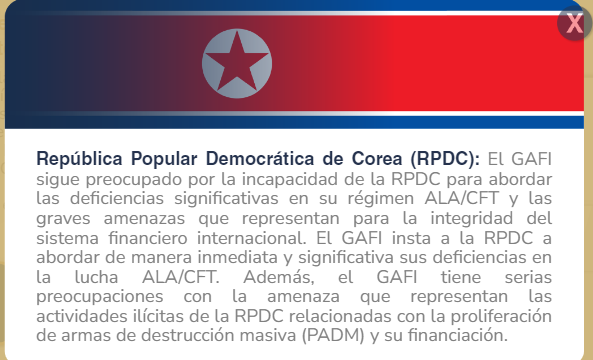 X
República Popular Democrática de Corea (RPDC): El GAFI
sigue preocupado por la incapacidad de la RPDC para abordar
las deficiencias significativas en su régimen ALA/CFT y las
graves amenazas que representan para la integridad del
sistema financiero internacional. El GAFI insta a la RPDC a
abordar de manera inmediata y significativa sus deficiencias en
la lucha ALA/CFT. Además, el GAFI tiene serias
preocupaciones con la amenaza que representan las
actividades ilícitas de la RPDC relacionadas con la proliferación
de armas de destrucción masiva (PADM) y su financiación.